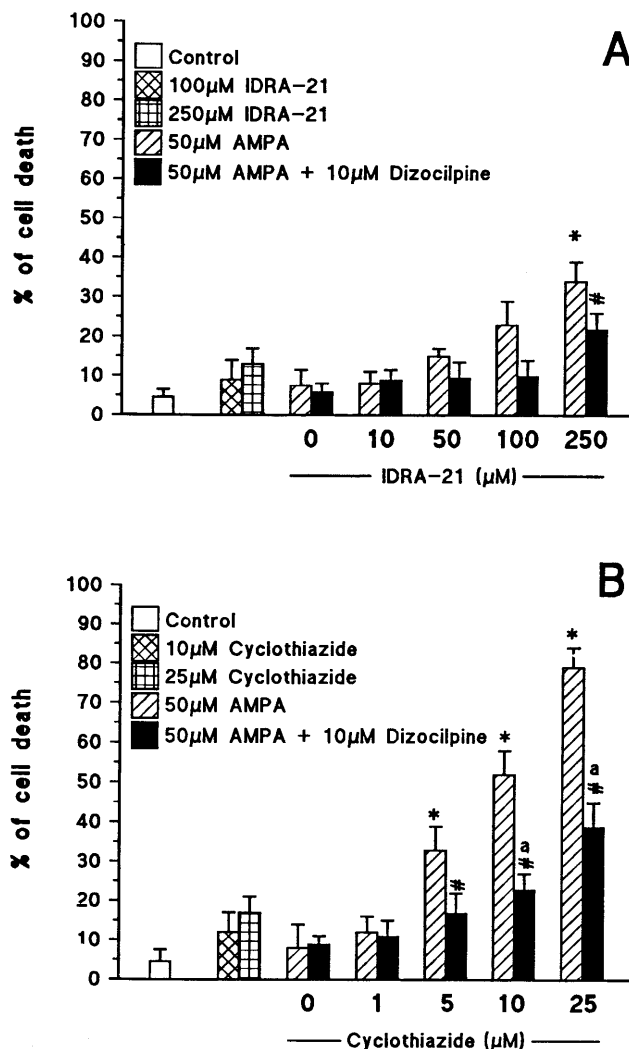 A
100
90
80
70
60
50
40
30
20
10
0
% of cell death
Control
100µM IDRA-21
250µM IDRA-21
50µM AMPA
50µM AMPA + 10µM Dizocilpine
*
#
0 10 50 100 250
IDRA-21 (µM)
B
100
90
80
70
60
50
40
30
20
10
0
% of cell death
Control
10µM Cyclothiazide
25µM Cyclothiazide
50µM AMPA
50µM AMPA + 10µM Dizocilpine
*
#
*
a
#
*
a
#
0 1 5 10 25
Cyclothiazide (µM)